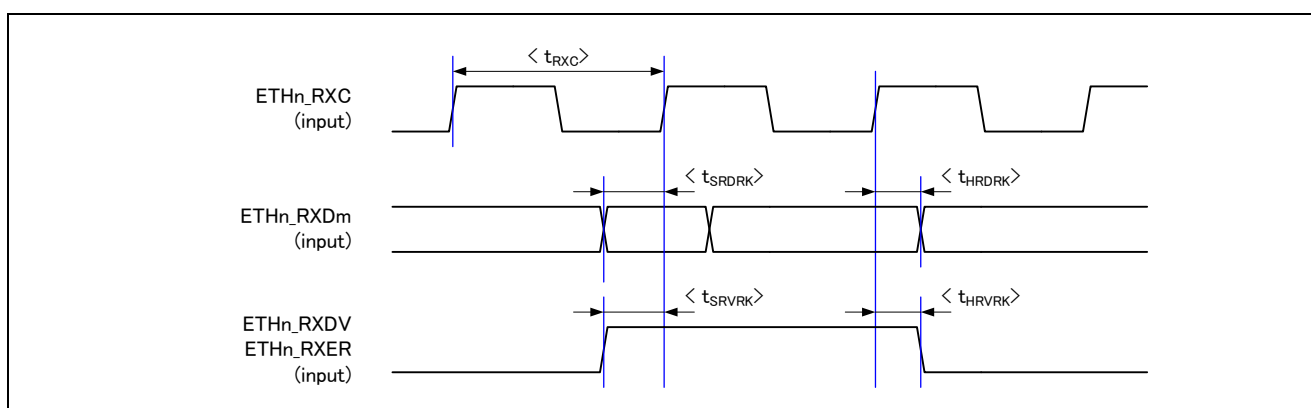 < tRXC>
ETHn_RXC
(input)
< tSRDRK>
< tHRDRK>
ETHn_RXDm
(input)
< tSRVRK>
< tHRVRK>
ETHn_RXDV
ETHn_RXER
(input)